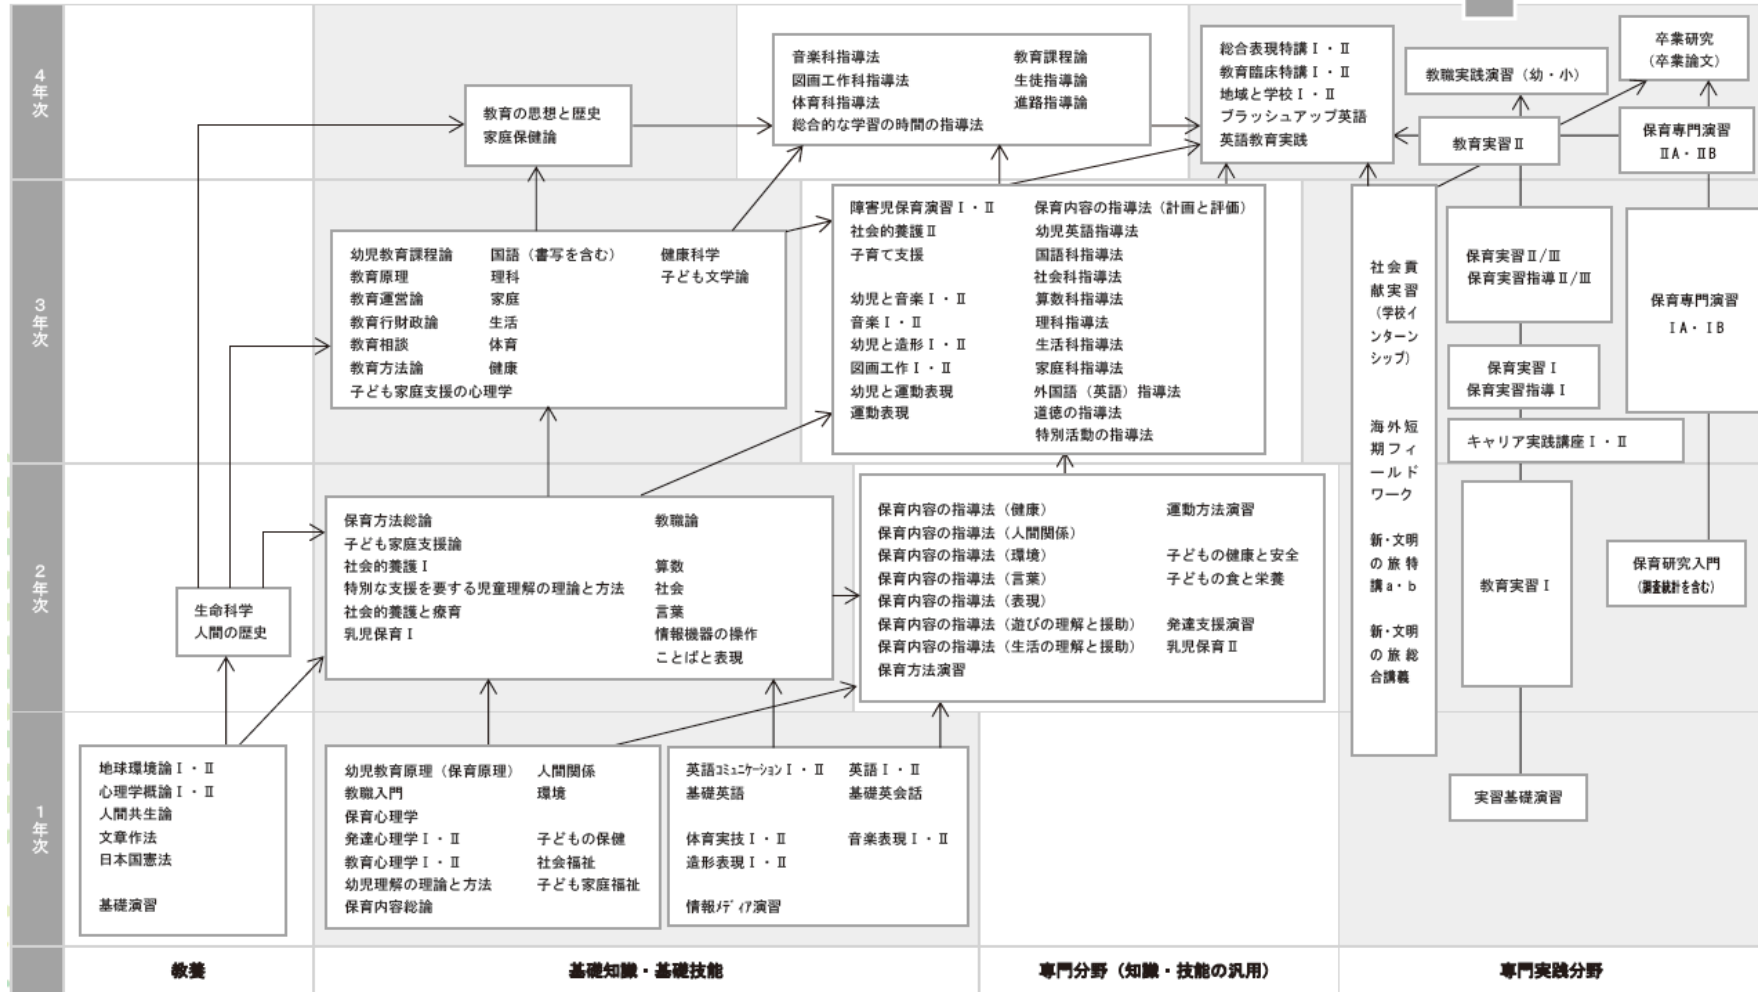 4年次
教育の思想と歴史
家庭保健論
音楽科指導法 教育課程論
図画工作科指導法 生徒指導論
体育科指導法 進路指導論
総合的な学習の時間の指導法
総合表現特講Ⅰ・Ⅱ
教育臨床特講Ⅰ・Ⅱ
地域と学校Ⅰ・Ⅱ
ブラッシュアップ英語
英語教育実践
教職実践演習（幼・小）
卒業研究
（卒業論文）
教育実習Ⅱ
保育専門演習
ⅡA・ⅡB
3年次
幼児教育課程論 国語（書写を含む） 健康科学
教育原理 理科 子ども文学論
教育運営論 家庭
教育行財政論 生活
教育相談 体育
教育方法論 健康
子ども家庭支援の心理学
障害児保育演習Ⅰ・Ⅱ 保育内容の指導法（計画と評価）
社会的養護Ⅱ 幼児英語指導法
子育て支援 国語科指導法
社会科指導法
幼児と音楽Ⅰ・Ⅱ 算数科指導法
音楽Ⅰ・Ⅱ 理科指導法
幼児と造形Ⅰ・Ⅱ 生活科指導法
図画工作Ⅰ・Ⅱ 家庭科指導法
幼児と運動表現 外国語（英語）指導法
運動表現 道徳の指導法
特別活動の指導法
社会貢
献実習
（学校イ
ンターン
シップ）
海外短
期フィ
ールド
ワーク
新・文明
の旅特
講a・b
新・文明
の旅総
合講義
保育実習Ⅱ/Ⅲ
保育実習指導Ⅱ/Ⅲ
保育実習Ⅰ
保育実習指導Ⅰ
キャリア実践講座Ⅰ・Ⅱ
保育専門演習
ⅠA・ⅠB
2年次
生命科学
人間の歴史
保育方法総論 教職論
子ども家庭支援論
社会的養護Ⅰ 算数
特別な支援を要する児童理解の理論と方法 社会
社会的養護と療育 言葉
乳児保育Ⅰ 情報機器の操作
ことばと表現
保育内容の指導法（健康） 運動方法演習
保育内容の指導法（人間関係）
保育内容の指導法（環境） 子どもの健康と安全
保育内容の指導法（言葉） 子どもの食と栄養
保育内容の指導法（表現）
保育内容の指導法（遊びの理解と援助） 発達支援演習
保育内容の指導法（生活の理解と援助） 乳児保育Ⅱ
保育方法演習
教育実習Ⅰ
保育研究入門
（調査統計を含む）
1年次
地球環境論Ⅰ・Ⅱ
心理学概論Ⅰ・Ⅱ
人間共生論
文章作法
日本国憲法
基礎演習
幼児教育原理（保育原理） 人間関係
教職入門 環境
保育心理学
発達心理学Ⅰ・Ⅱ 子どもの保健
教育心理学Ⅰ・Ⅱ 社会福祉
幼児理解の理論と方法 子ども家庭福祉
保育内容総論
英語ｺﾐｭﾆｹｰｼｮﾝⅠ・Ⅱ 英語Ⅰ・Ⅱ
基礎英語 基礎英会話
体育実技Ⅰ・Ⅱ 音楽表現Ⅰ・Ⅱ
造形表現Ⅰ・Ⅱ
情報ﾒﾃﾞｨｱ演習
実習基礎演習
教養 基礎知識・基礎技能 専門分野（知識・技能の汎用） 専門実践分野